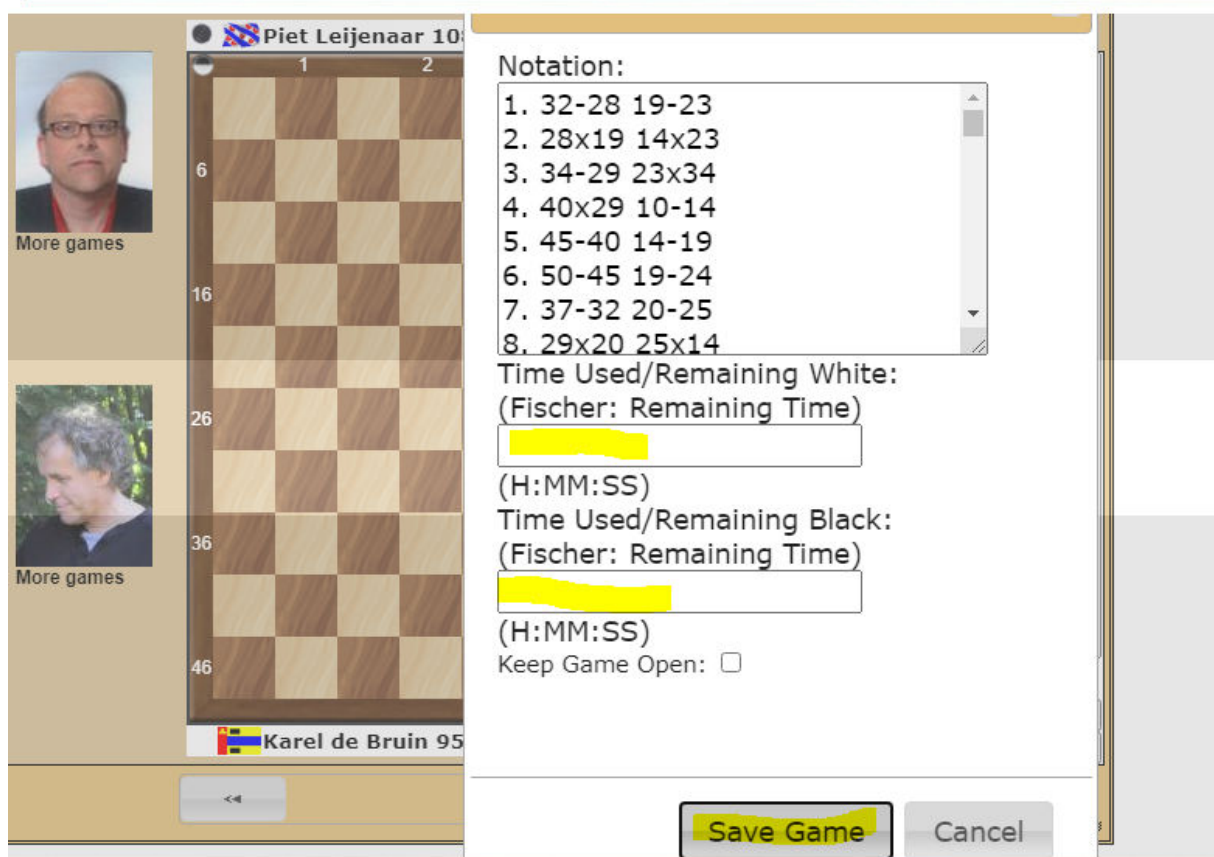 Piet Leijenaar 10
1 2
6
16
26
36
46
More games
More games
Karel de Bruin 95
Notation:
1. 32-28 19-23
2. 28x19 14x23
3. 34-29 23x34
4. 40x29 10-14
5. 45-40 14-19
6. 50-45 19-24
7. 37-32 20-25
8. 29x20 25x14
Time Used/Remaining White:
(Fischer: Remaining Time)
(H:MM:SS)
Time Used/Remaining Black:
(Fischer: Remaining Time)
(H:MM:SS)
Keep Game Open:
Save Game
Cancel